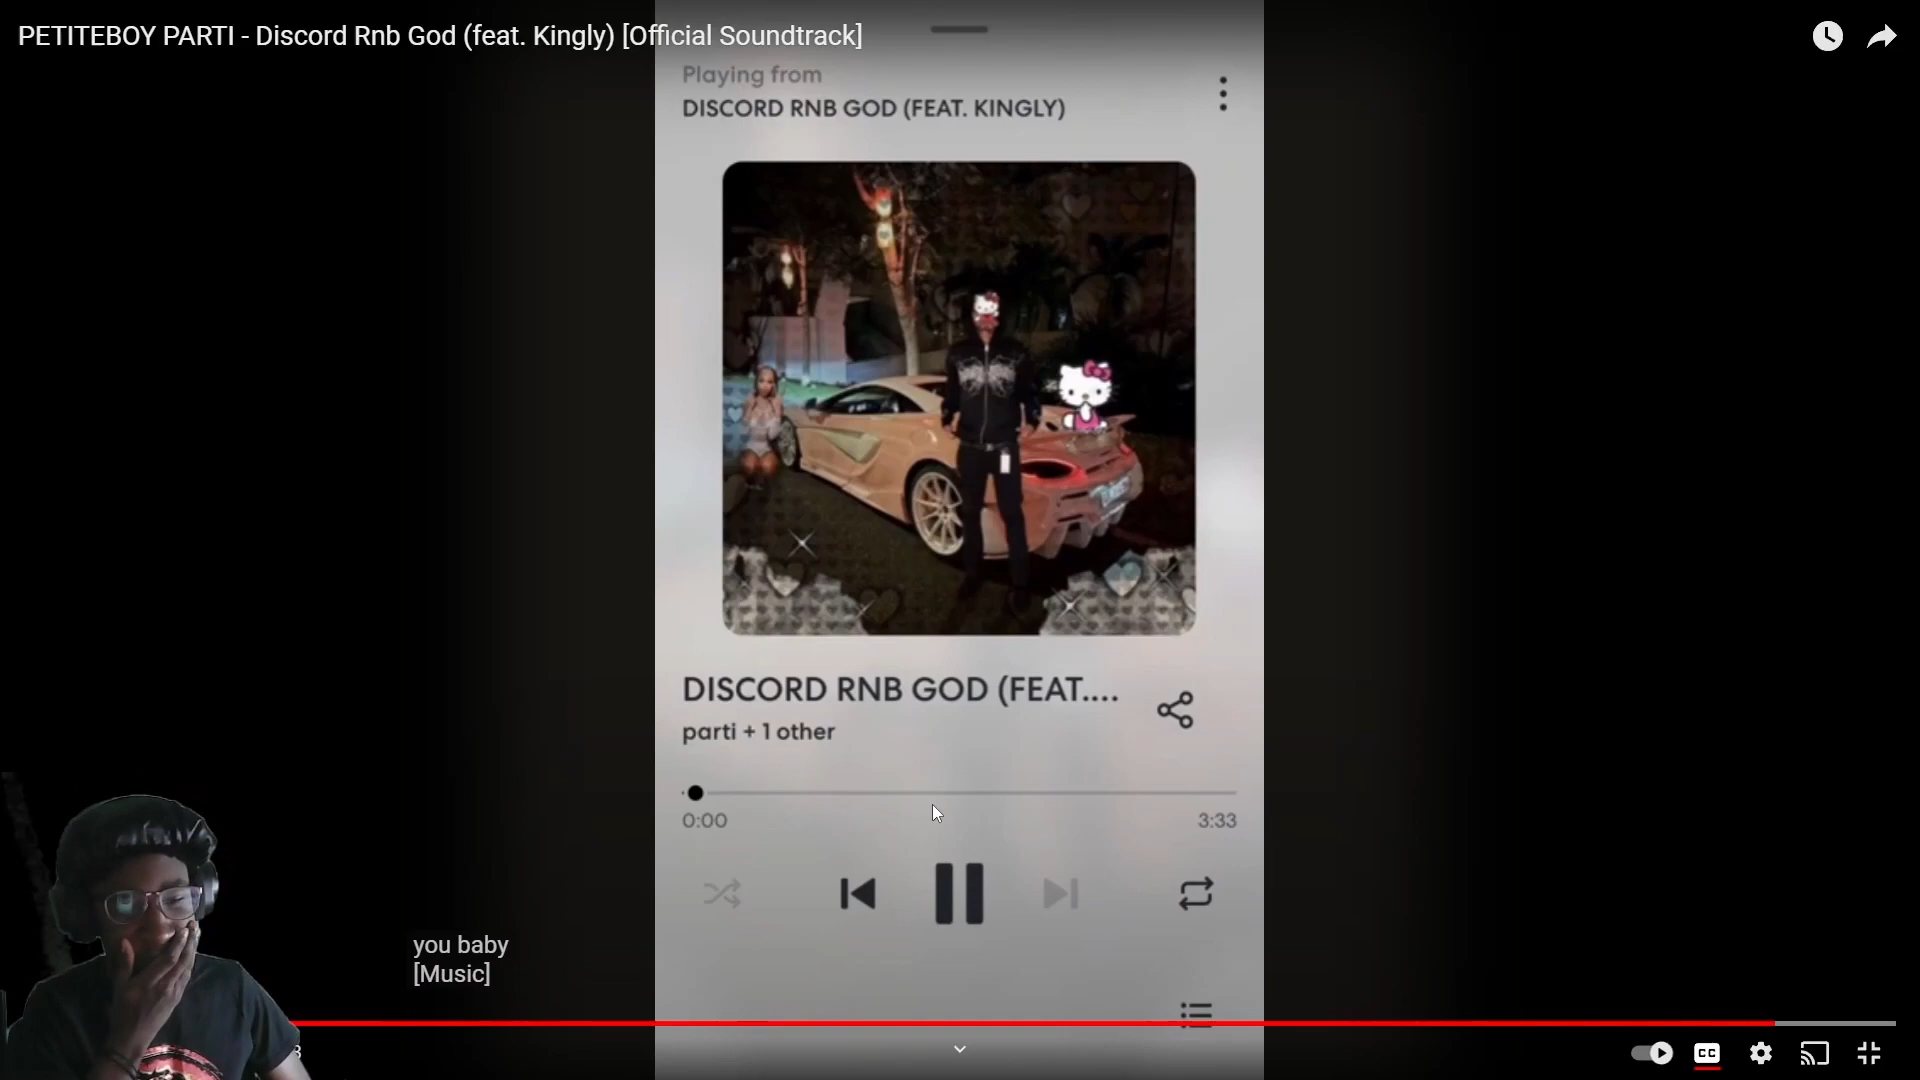 PETITEBOY PARTI - Discord Rnb God (feat. Kingly) [Official Soundtrack]
Playing from
DISCORD RNB GOD (FEAT. KINGLY)
DISCORD RNB GOD (FEAT....
parti + 1 other
0:00
3:33
you baby
[Music]
CC